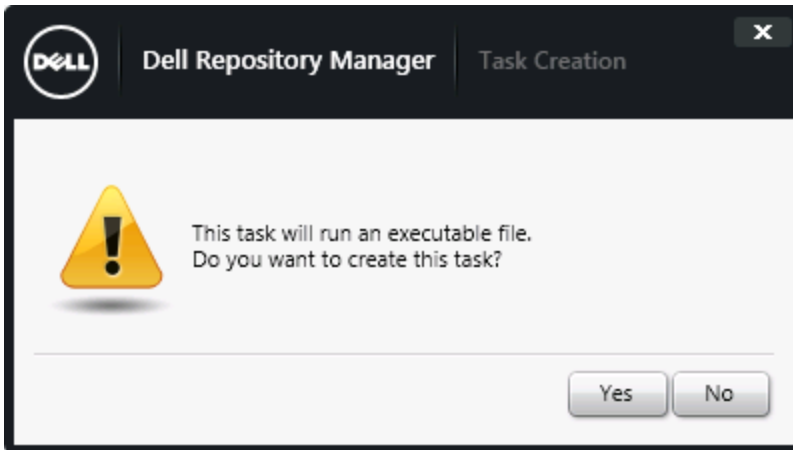 DELL
Dell Repository Manager
Task Creation
This task will run an executable file.
Do you want to create this task?
Yes
No